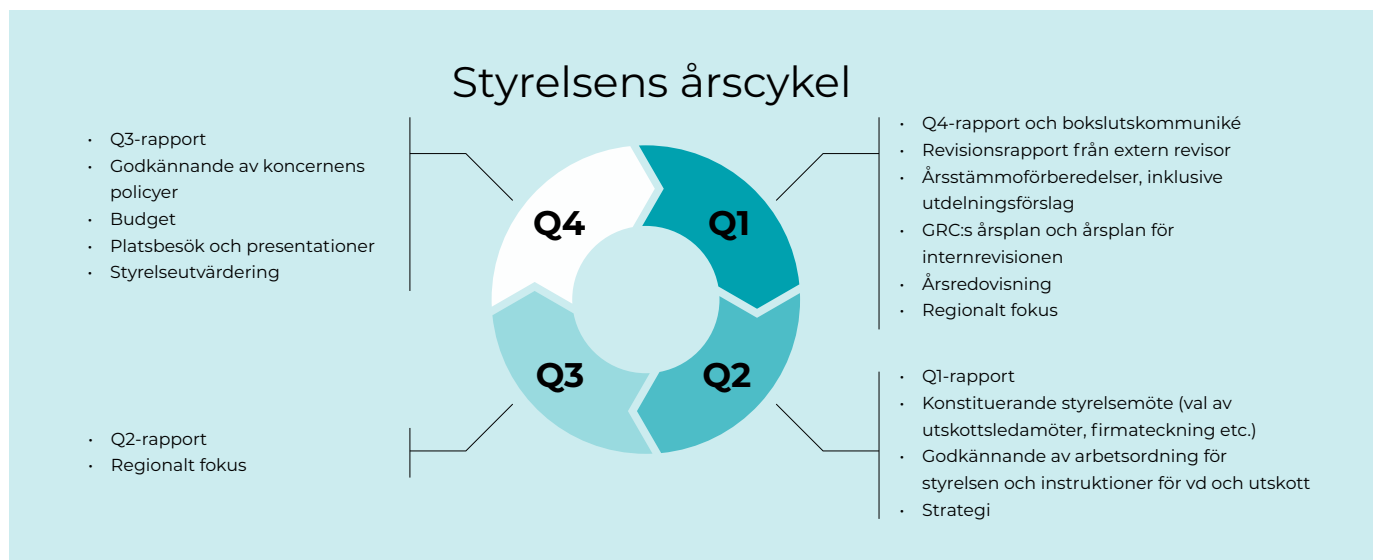 Styrelsens årscykel
• Q3-rapport
• Godkännande av koncernens
policyer
• Budget
• Platsbesök och presentationer
• Styrelseutvärdering
Q4
Q1
• Q4-rapport och bokslutskommuniké
• Revisionsrapport från extern revisor
• Årsstämmoförberedelser, inklusive
utdelningsförslag
• GRC:s årsplan och årsplan för
internrevisionen
• Årsredovisning
• Regionalt fokus
Q3
Q2
• Q2-rapport
• Regionalt fokus
• Q1-rapport
• Konstituerande styrelsemöte (val av
utskottsledamöter, firmateckning etc.)
• Godkännande av arbetsordning för
styrelsen och instruktioner för vd och utskott
• Strategi